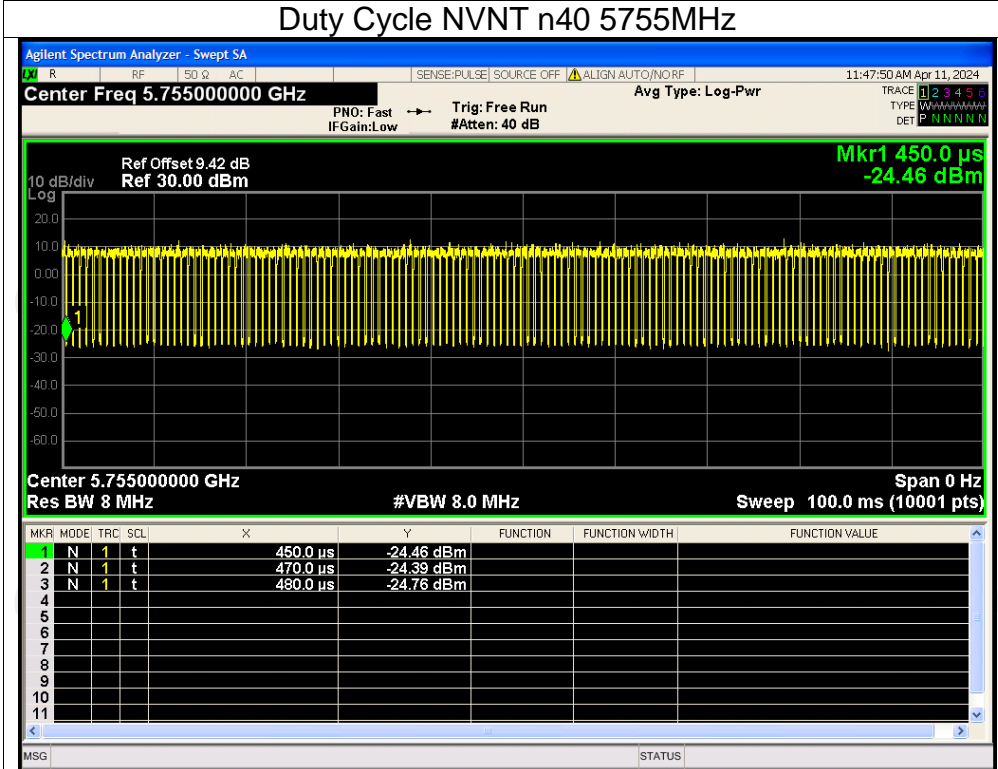 Duty Cycle NVNT n40 5755MHz
Agilent Spectrum Analyzer - Swept SA
LXI R RF 50 Ω AC SENSE:PULSE SOURCE OFF ALIGN AUTO/NO RF 11:47:50 AM Apr 11, 2024
Center Freq 5.755000000 GHz
PNO: Fast
IFGain:Low
Trig: Free Run
#Atten: 40 dB
Avg Type: Log-Pwr
TRACE 1 2 3 4 5 6
TYPE W
DET P N N N N N
Mkr1 450.0 µs
-24.46 dBm
Ref Offset 9.42 dB
10 dB/div Ref 30.00 dBm
Log
20.0
10.0
0.00
-10.0
1
-20.0
-30.0
-40.0
-50.0
-60.0
Center 5.755000000 GHz Span 0 Hz
Res BW 8 MHz #VBW 8.0 MHz Sweep 100.0 ms (10001 pts)
MKR MODE TRC SCL X Y FUNCTION FUNCTION WIDTH FUNCTION VALUE
1 N 1 t 450.0 µs -24.46 dBm
2 N 1 t 470.0 µs -24.39 dBm
3 N 1 t 480.0 µs -24.76 dBm
4
5
6
7
8
9
10
11
MSG STATUS